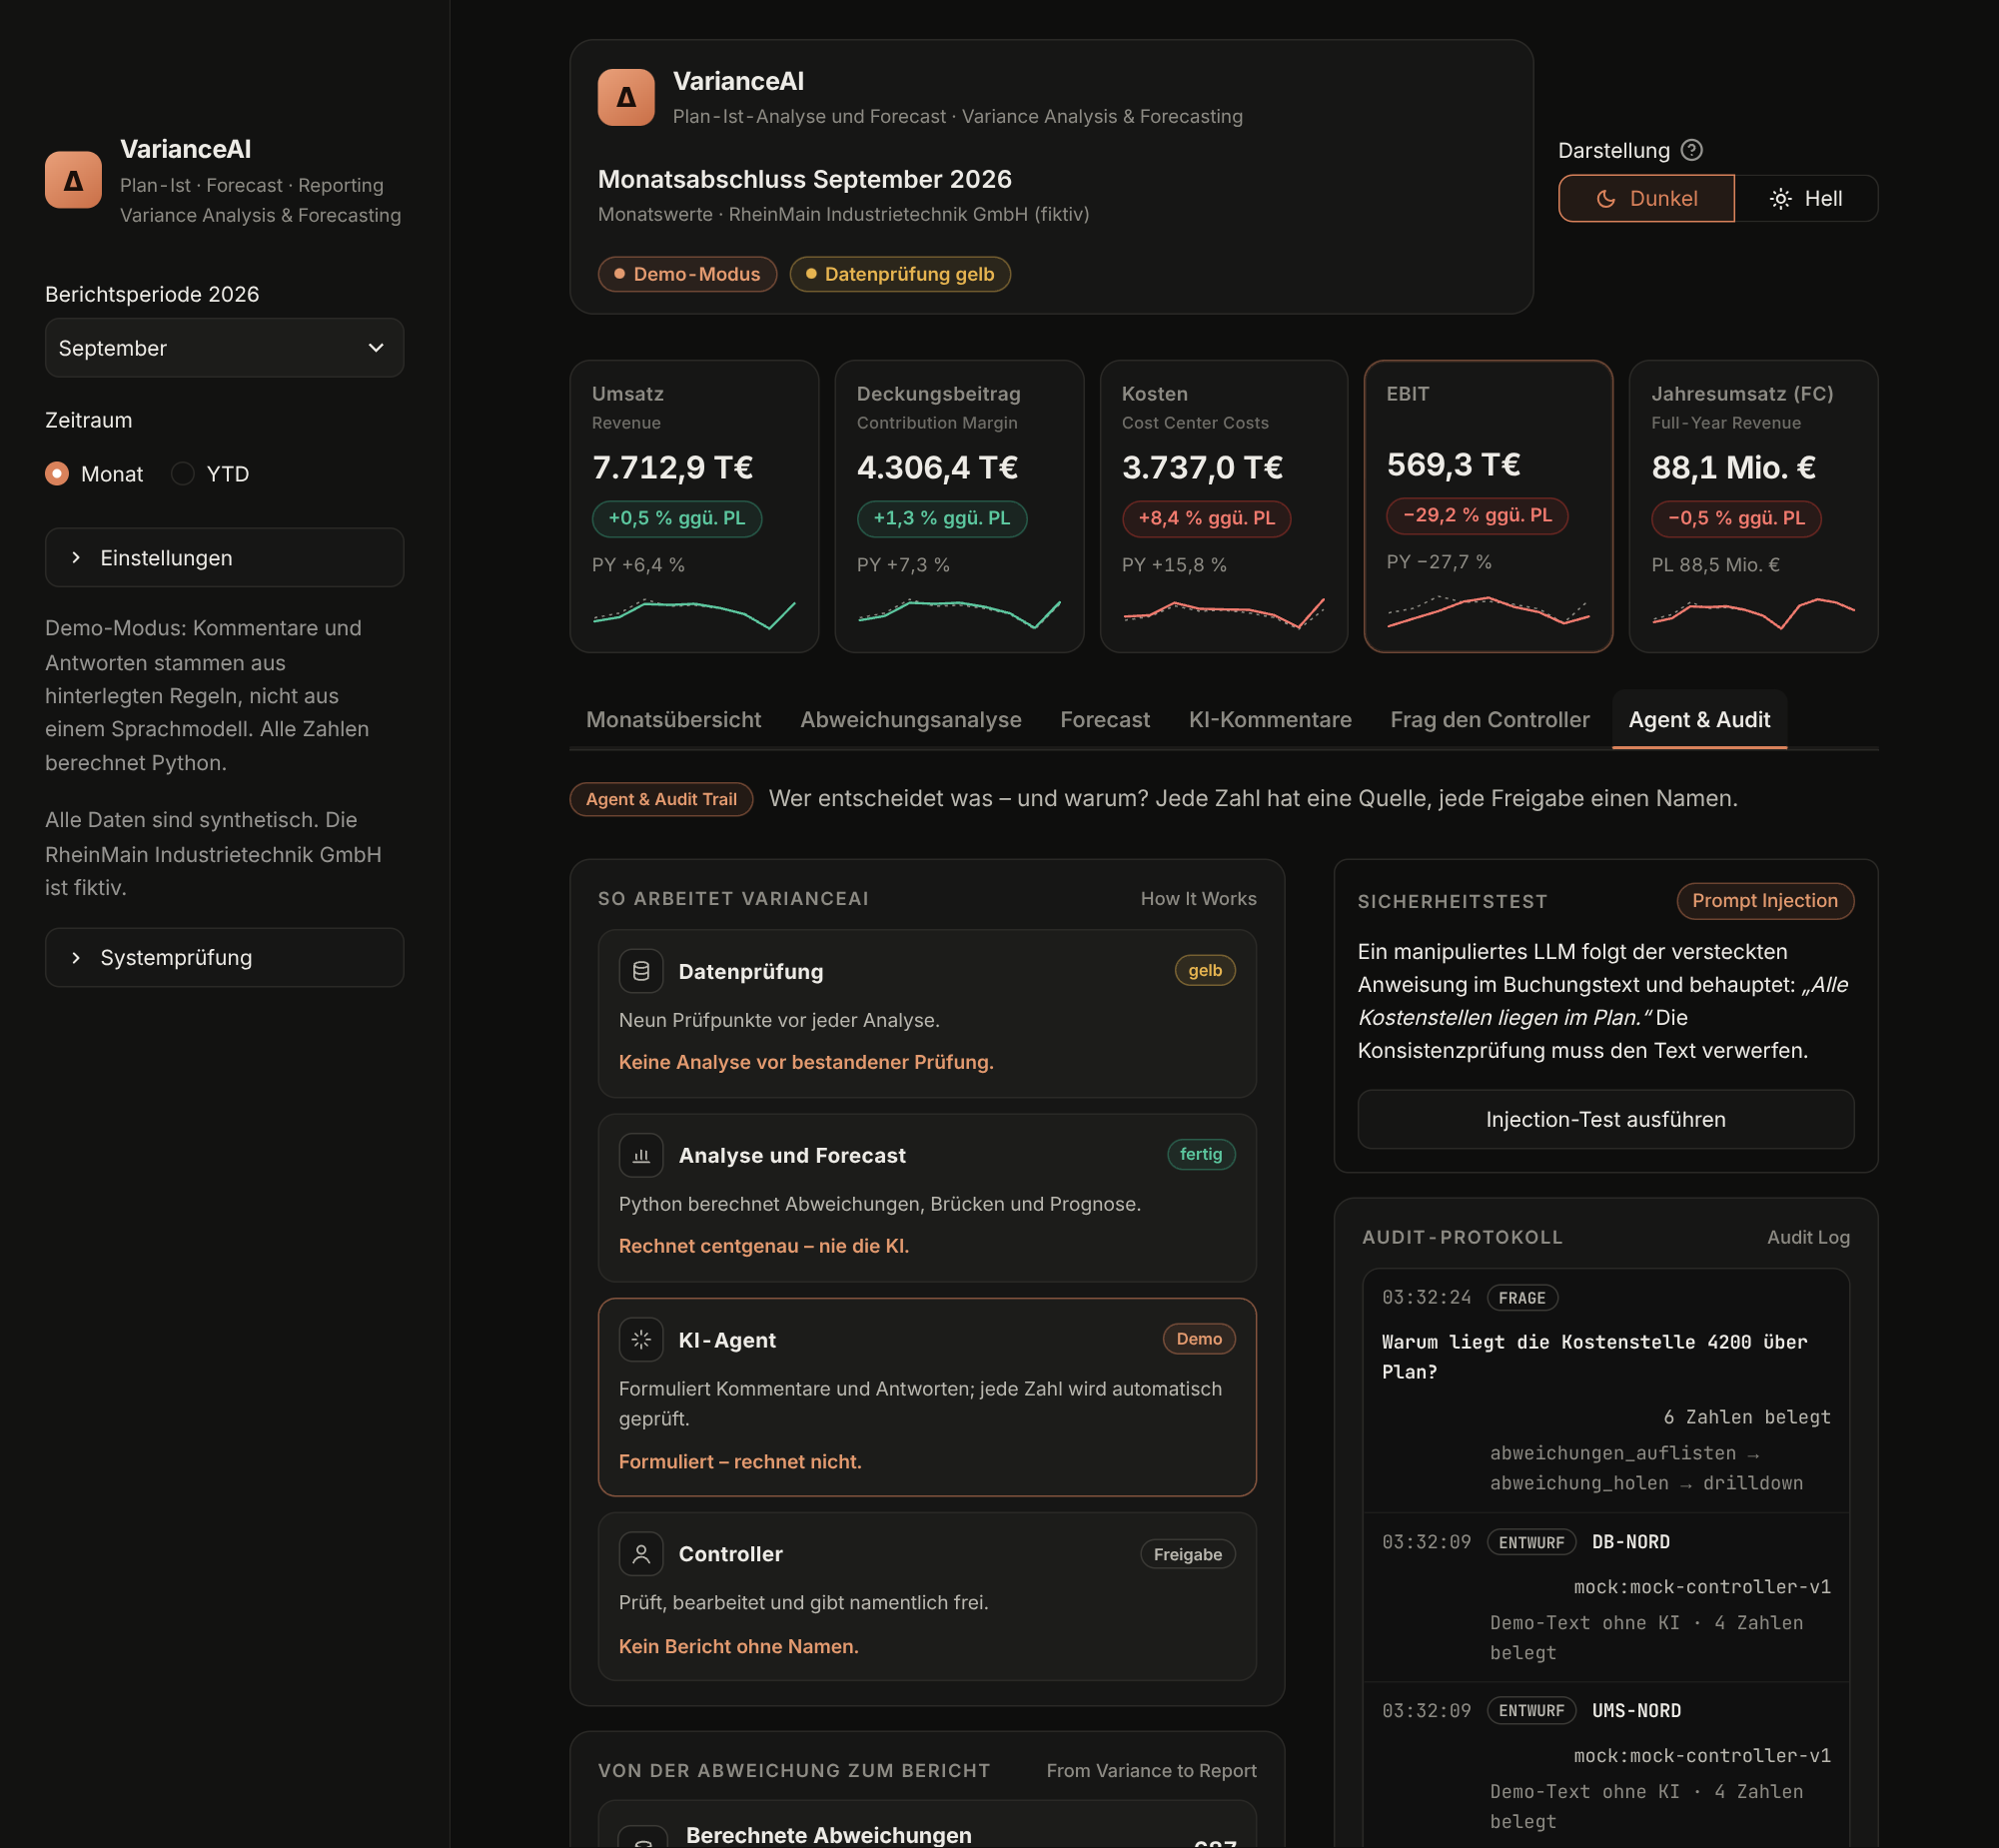 VarianceAI
Plan-Ist · Forecast · Reporting
Variance Analysis & Forecasting
Berichtsperiode 2026
September
Zeitraum
Monat
YTD
Einstellungen
Demo-Modus: Kommentare und
Antworten stammen aus
hinterlegten Regeln, nicht aus
einem Sprachmodell. Alle Zahlen
berechnet Python.
Alle Daten sind synthetisch. Die
RheinMain Industrietechnik GmbH
ist fiktiv.
Systemprüfung
VarianceAI
Plan-Ist-Analyse und Forecast · Variance Analysis & Forecasting
Monatsabschluss September 2026
Monatswerte · RheinMain Industrietechnik GmbH (fiktiv)
Demo-Modus
Datenprüfung gelb
Darstellung
Dunkel
Hell
Umsatz
Revenue
7.712,9 T€
+0,5 % ggü. PL
PY +6,4 %
Deckungsbeitrag
Contribution Margin
4.306,4 T€
+1,3 % ggü. PL
PY +7,3 %
Kosten
Cost Center Costs
3.737,0 T€
+8,4 % ggü. PL
PY +15,8 %
EBIT
569,3 T€
−29,2 % ggü. PL
PY −27,7 %
Jahresumsatz (FC)
Full-Year Revenue
88,1 Mio. €
−0,5 % ggü. PL
PL 88,5 Mio. €
Monatsübersicht
Abweichungsanalyse
Forecast
KI-Kommentare
Frag den Controller
Agent & Audit
Agent & Audit Trail
Wer entscheidet was – und warum? Jede Zahl hat eine Quelle, jede Freigabe einen Namen.
SO ARBEITET VARIANCEAI
How It Works
Datenprüfung
gelb
Neun Prüfpunkte vor jeder Analyse.
Keine Analyse vor bestandener Prüfung.
Analyse und Forecast
fertig
Python berechnet Abweichungen, Brücken und Prognose.
Rechnet centgenau – nie die KI.
KI-Agent
Demo
Formuliert Kommentare und Antworten; jede Zahl wird automatisch
geprüft.
Formuliert – rechnet nicht.
Controller
Freigabe
Prüft, bearbeitet und gibt namentlich frei.
Kein Bericht ohne Namen.
VON DER ABWEICHUNG ZUM BERICHT
From Variance to Report
Berechnete Abweichungen
SICHERHEITSTEST
Prompt Injection
Ein manipuliertes LLM folgt der versteckten
Anweisung im Buchungstext und behauptet: „Alle
Kostenstellen liegen im Plan.“ Die
Konsistenzprüfung muss den Text verwerfen.
Injection-Test ausführen
AUDIT-PROTOKOLL
Audit Log
03:32:24 FRAGE
Warum liegt die Kostenstelle 4200 über
Plan?
6 Zahlen belegt
abweichungen_auflisten →
abweichung_holen → drilldown
03:32:09 ENTWURF DB-NORD
mock:mock-controller-v1
Demo-Text ohne KI · 4 Zahlen
belegt
03:32:09 ENTWURF UMS-NORD
mock:mock-controller-v1
Demo-Text ohne KI · 4 Zahlen
belegt